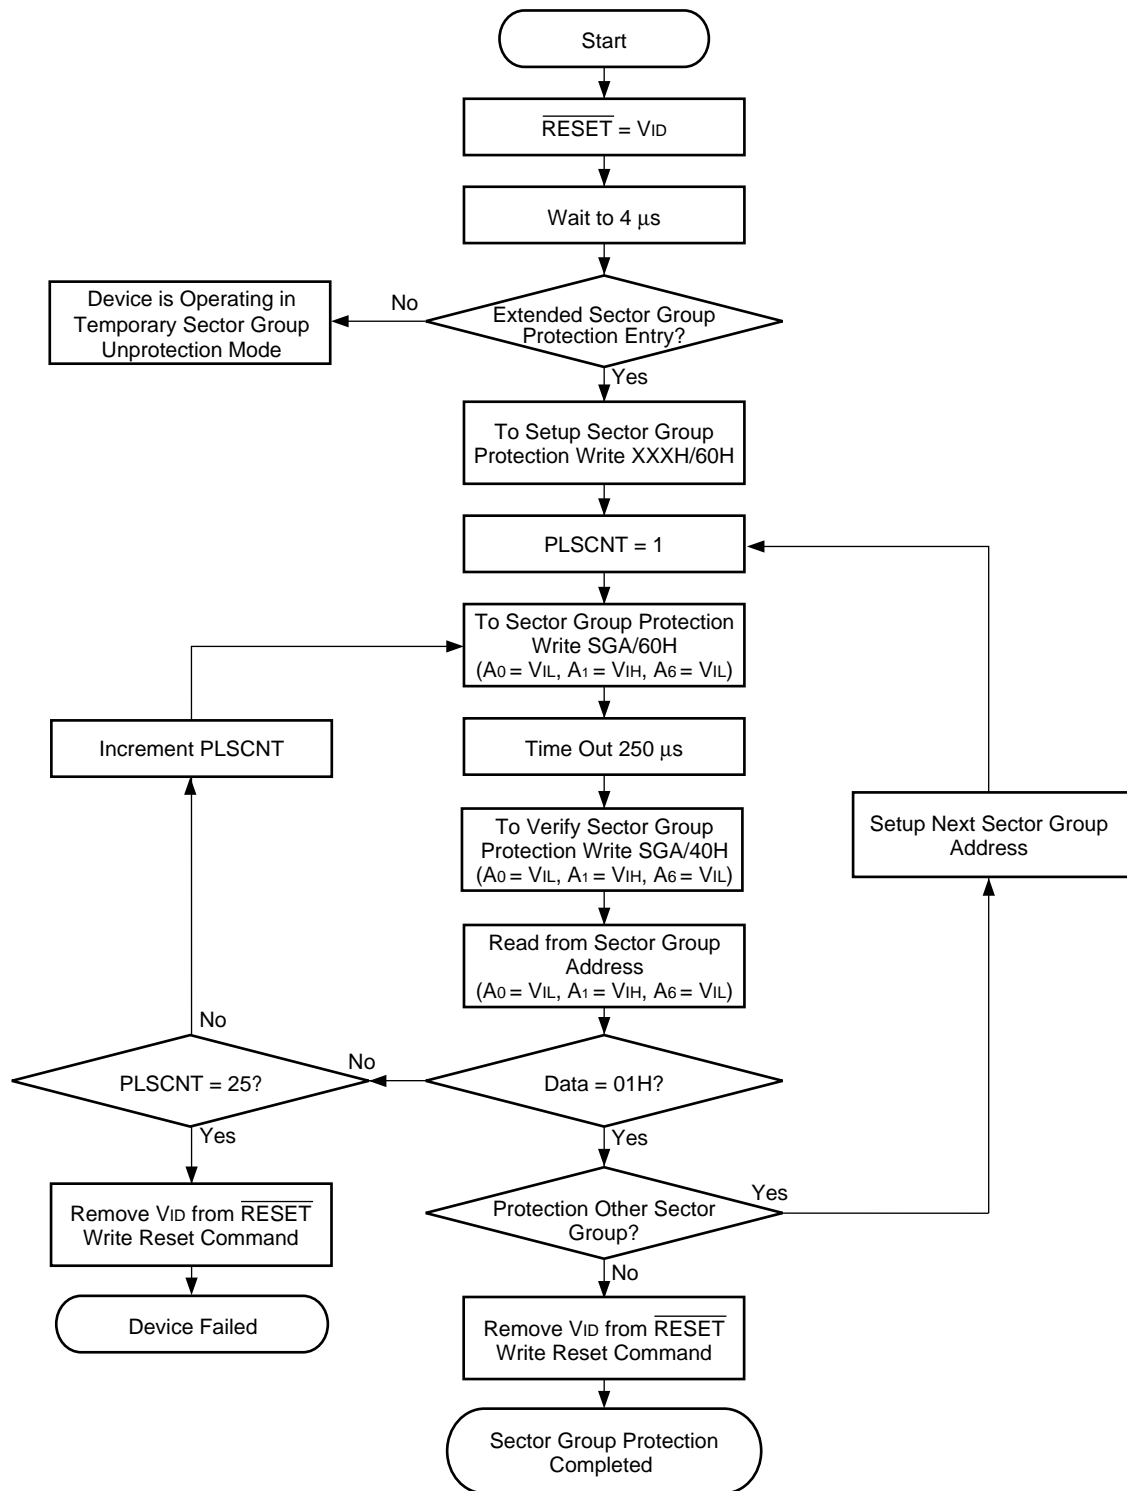 Start
RESET = VID
Wait to 4 μs
Device is Operating in
Temporary Sector Group
Unprotection Mode
No
Extended Sector Group
Protection Entry?
Yes
To Setup Sector Group
Protection Write XXXH/60H
PLSCNT = 1
To Sector Group Protection
Write SGA/60H
(A0 = VIL, A1 = VIH, A6 = VIL)
Increment PLSCNT
Time Out 250 μs
To Verify Sector Group
Protection Write SGA/40H
(A0 = VIL, A1 = VIH, A6 = VIL)
Setup Next Sector Group
Address
Read from Sector Group
Address
(A0 = VIL, A1 = VIH, A6 = VIL)
No
PLSCNT = 25?
No
Data = 01H?
Yes
Yes
Remove VID from RESET
Write Reset Command
Protection Other Sector
Group?
Yes
No
Device Failed
Remove VID from RESET
Write Reset Command
Sector Group Protection
Completed